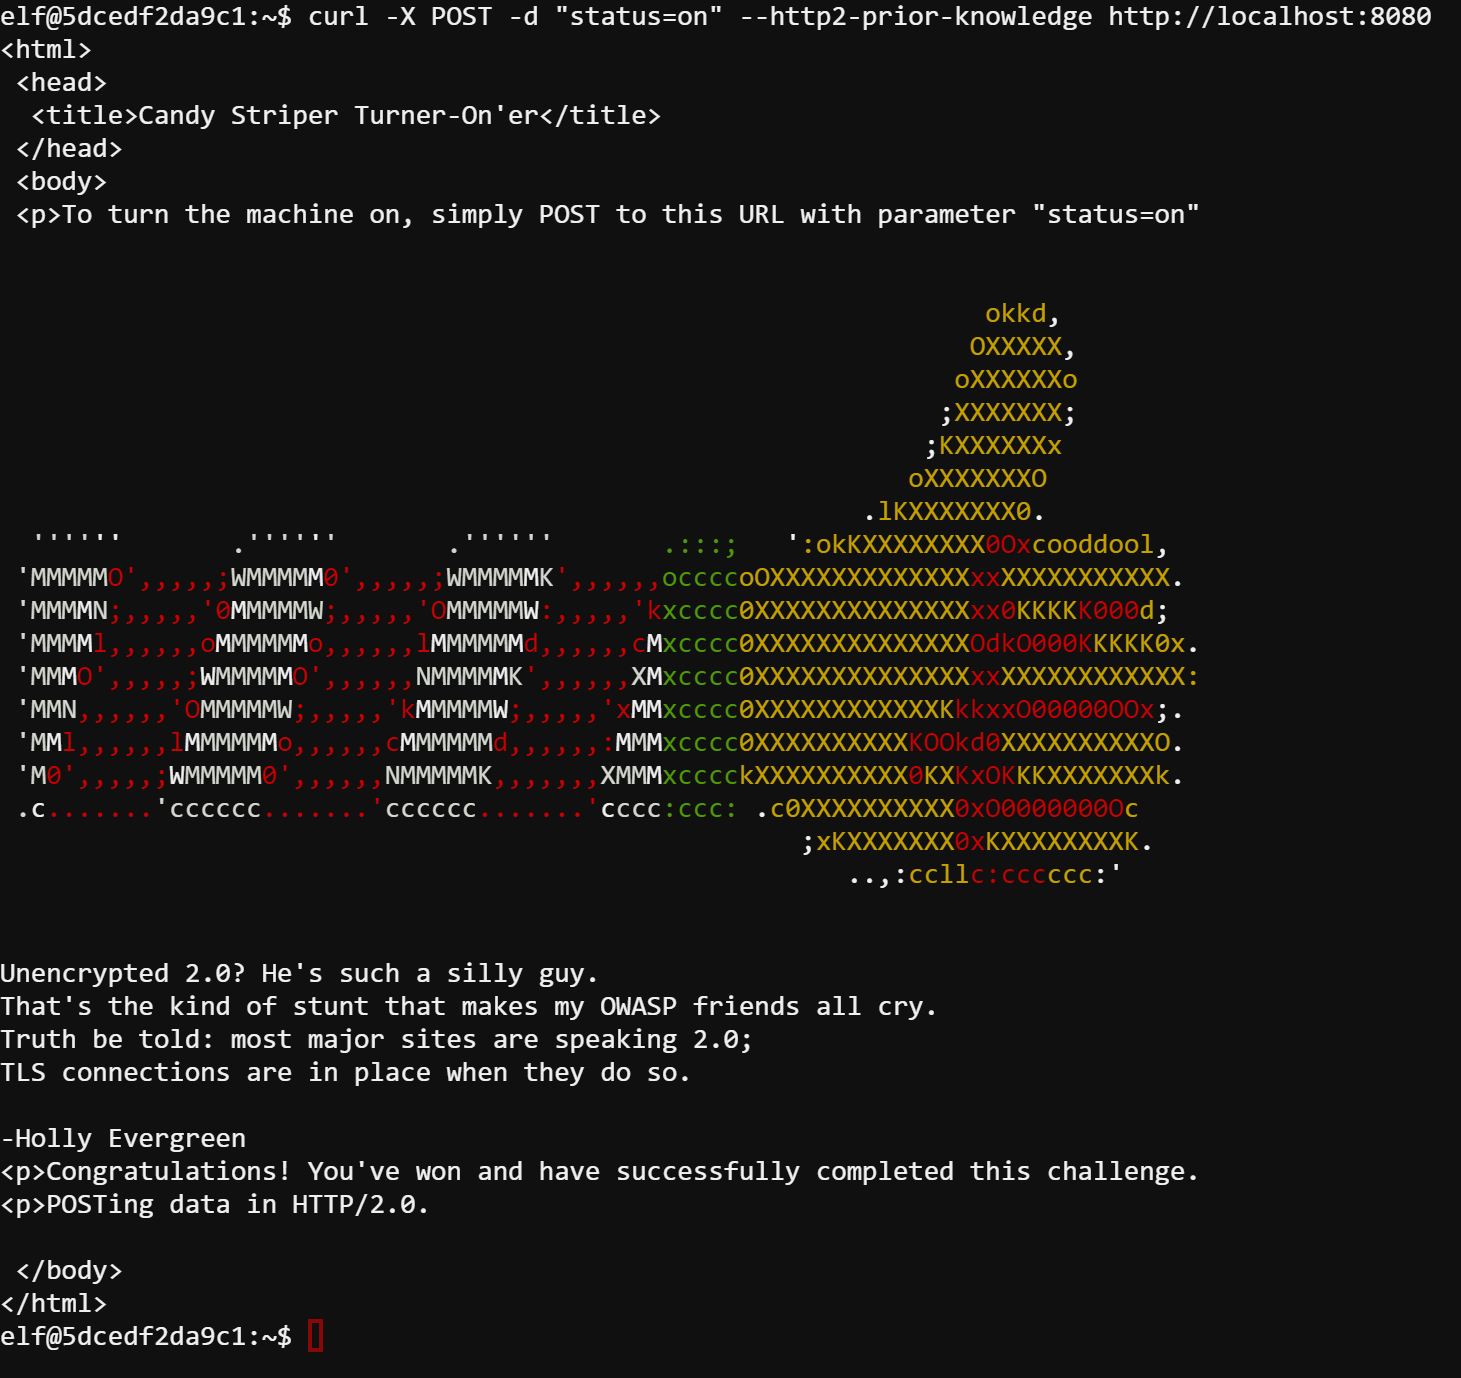 elf@5dcedf2da9c1:~$ curl -X POST -d "status=on" --http2-prior-knowledge http://localhost:8080
<html>
 <head>
  <title>Candy Striper Turner-On'er</title>
 </head>
 <body>
 <p>To turn the machine on, simply POST to this URL with parameter "status=on"
                                                                okkd,
                                                               OXXXXX,
                                                              oXXXXXXo
                                                             ;XXXXXXX;
                                                            ;KXXXXXXx
                                                           oXXXXXXXO
                                                        .lKXXXXXXX0.
  ''''''       .''''''       .''''''       .:::;   ':okKXXXXXXXX0Oxcooddool,
 'MMMMMO',,,,,;WMMMMM0',,,,,;WMMMMMK',,,,,,occccoOXXXXXXXXXXXXXxxXXXXXXXXXXX.
 'MMMMN;,,,,,'0MMMMMW;,,,,,'OMMMMMW:,,,,,'kxcccc0XXXXXXXXXXXXXXxx0KKKKK000d;
 'MMMMl,,,,,,oMMMMMMo,,,,,,lMMMMMMd,,,,,,cMxcccc0XXXXXXXXXXXXXXOdkO000KKKKK0x.
 'MMMO',,,,,;WMMMMMO',,,,,,NMMMMMK',,,,,,XMxcccc0XXXXXXXXXXXXXXxxXXXXXXXXXXXX:
 'MMN,,,,,,'OMMMMMW;,,,,,'kMMMMMW;,,,,,'xMMxcccc0XXXXXXXXXXXXKkkxxO00000OOx;.
 'MMl,,,,,,lMMMMMMo,,,,,,cMMMMMMd,,,,,,:MMMxcccc0XXXXXXXXXXKOOkd0XXXXXXXXXXO.
 'M0',,,,,;WMMMMM0',,,,,,NMMMMMK,,,,,,,XMMMxcccckXXXXXXXXXX0KXKxOKKKXXXXXXXk.
 .c.......'cccccc.......'cccccc.......'cccc:ccc: .c0XXXXXXXXXX0xO0000000Oc
                                                    ;xKXXXXXXX0xKXXXXXXXXK.
                                                       ..,:ccllc:cccccc:'
Unencrypted 2.0? He's such a silly guy.
That's the kind of stunt that makes my OWASP friends all cry.
Truth be told: most major sites are speaking 2.0;
TLS connections are in place when they do so.
-Holly Evergreen
<p>Congratulations! You've won and have successfully completed this challenge.
<p>POSTing data in HTTP/2.0.
 </body>
</html>
elf@5dcedf2da9c1:~$